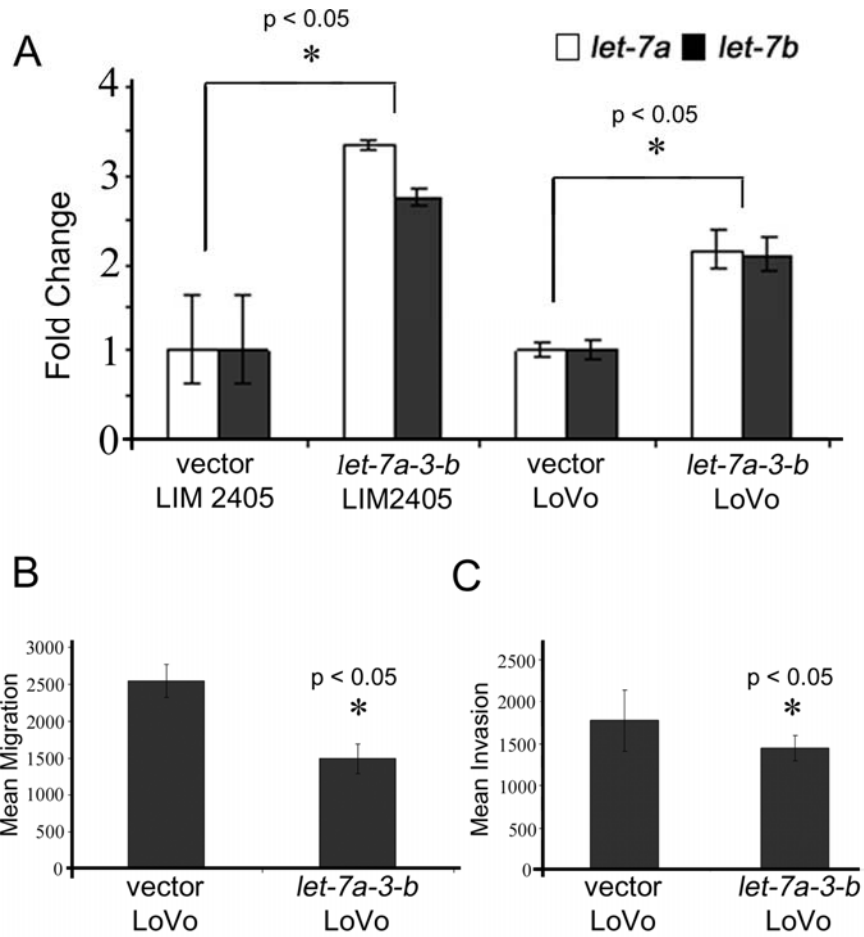 A
p < 0.05
*
let-7a let-7b
p < 0.05
*
4
3
2
1
0
Fold Change
vector
LIM 2405
let-7a-3-b
LIM2405
vector
LoVo
let-7a-3-b
LoVo
B
3000
2500
2000
1500
1000
500
0
Mean Migration
p < 0.05
*
vector
LoVo
let-7a-3-b
LoVo
C
2500
2000
1500
1000
500
0
Mean Invasion
p < 0.05
*
vector
LoVo
let-7a-3-b
LoVo